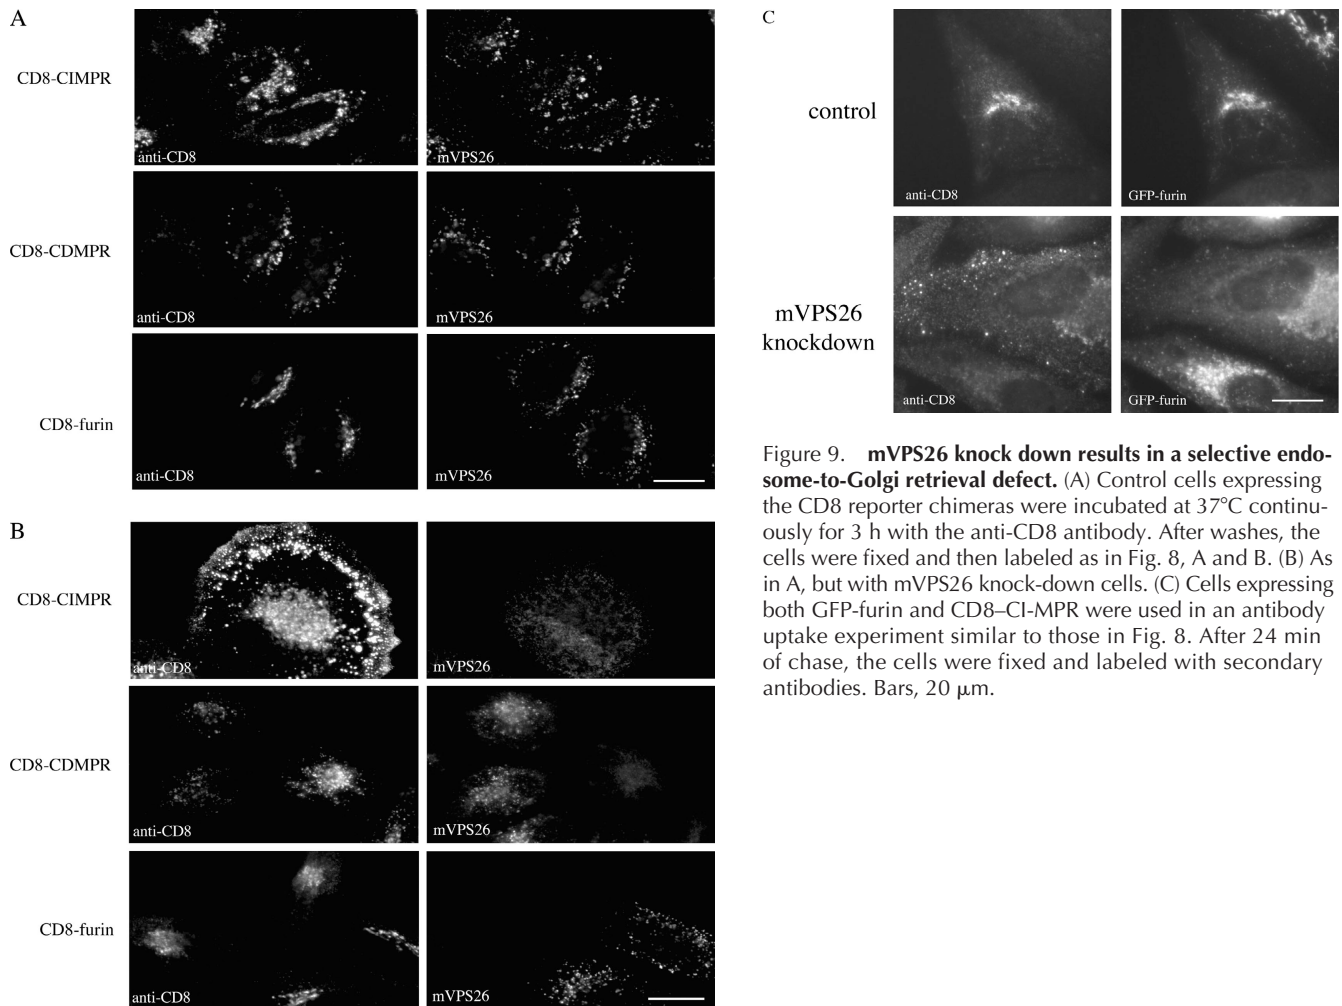 A
CD8-CIMPR
anti-CD8
mVPS26
CD8-CDMPR
anti-CD8
mVPS26
CD8-furin
anti-CD8
mVPS26
B
CD8-CIMPR
anti-CD8
mVPS26
CD8-CDMPR
anti-CD8
mVPS26
CD8-furin
anti-CD8
mVPS26
C
control
anti-CD8
GFP-furin
mVPS26
knockdown
anti-CD8
GFP-furin
Figure 9. mVPS26 knock down results in a selective endo-
some-to-Golgi retrieval defect. (A) Control cells expressing
the CD8 reporter chimeras were incubated at 37°C continu-
ously for 3 h with the anti-CD8 antibody. After washes, the
cells were fixed and then labeled as in Fig. 8, A and B. (B) As
in A, but with mVPS26 knock-down cells. (C) Cells expressing
both GFP-furin and CD8–CI-MPR were used in an antibody
uptake experiment similar to those in Fig. 8. After 24 min
of chase, the cells were fixed and labeled with secondary
antibodies. Bars, 20 μm.